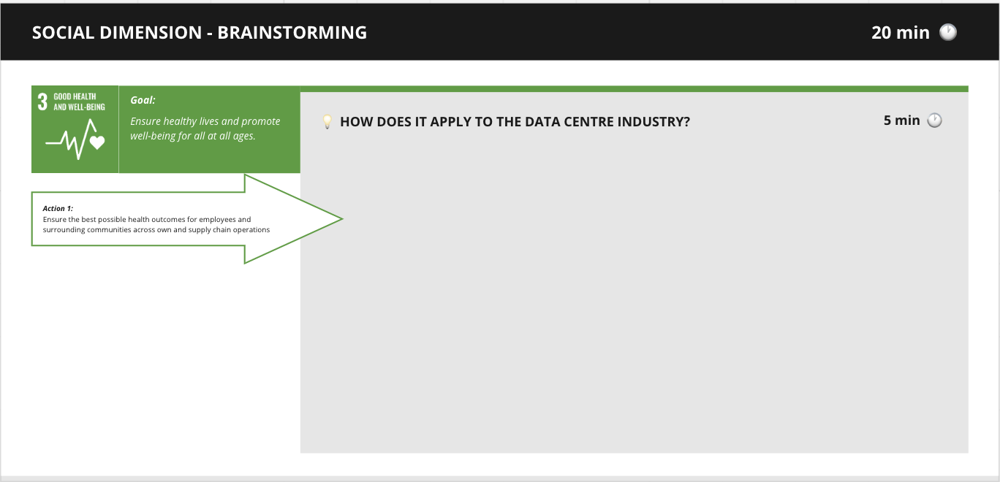 SOCIAL DIMENSION - BRAINSTORMING
20 min
3 GOOD HEALTH
AND WELL-BEING
Goal:
Ensure healthy lives and promote
well-being for all at all ages.
HOW DOES IT APPLY TO THE DATA CENTRE INDUSTRY?
5 min
Action 1:
Ensure the best possible health outcomes for employees and
surrounding communities across own and supply chain operations